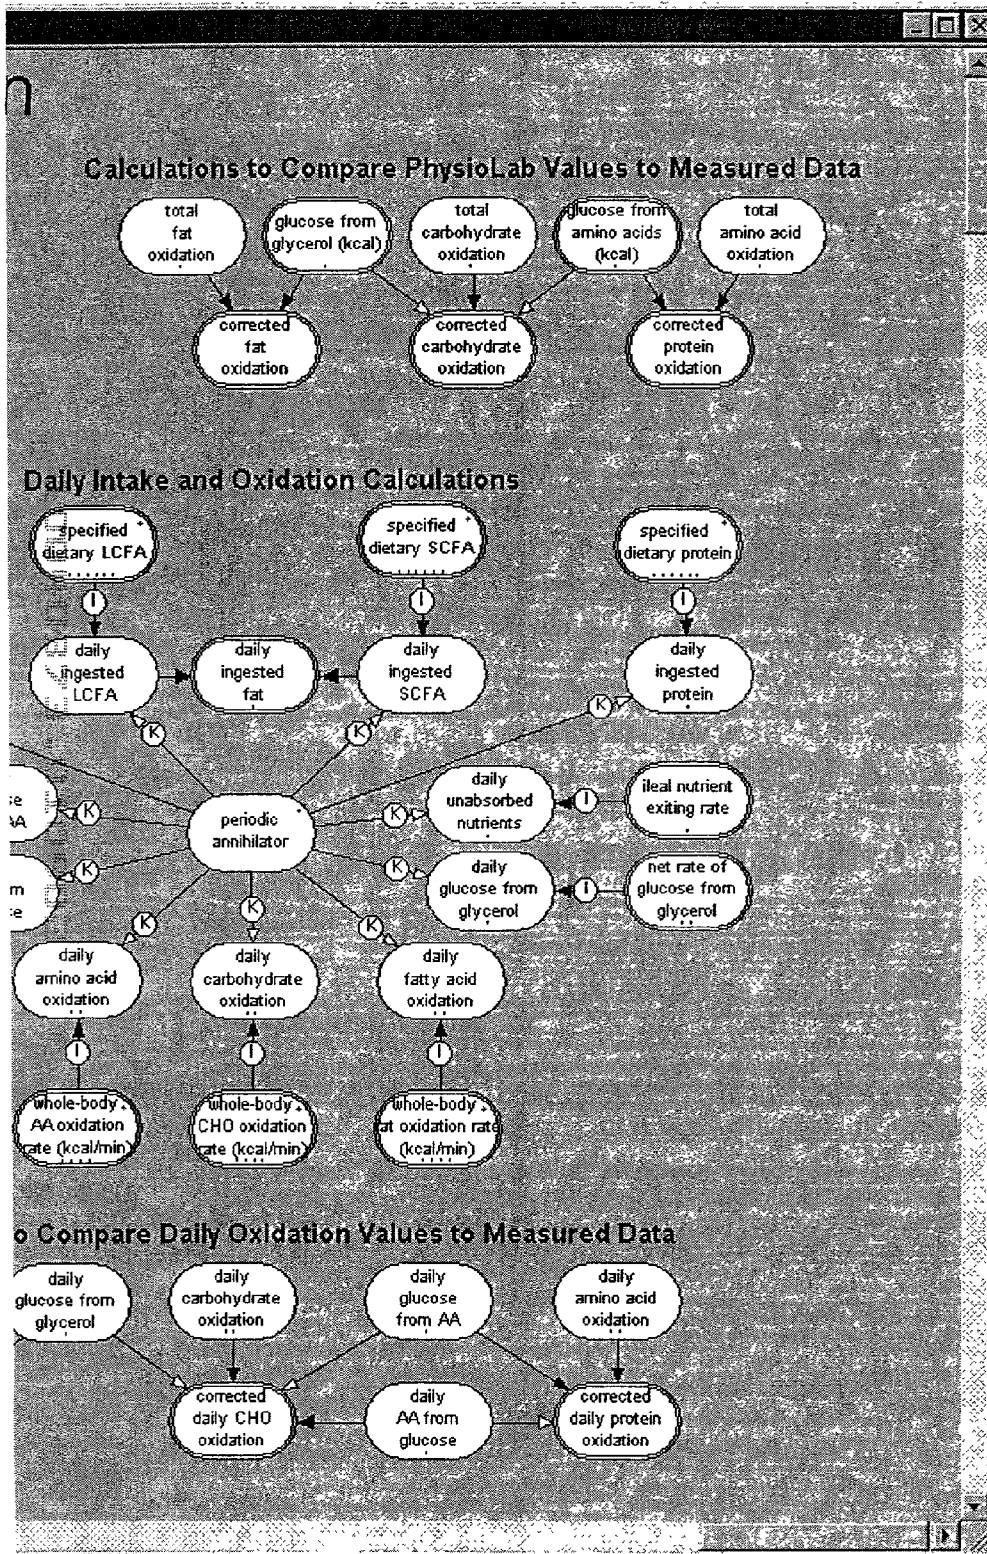 n
Calculations to Compare PhysioLab Values to Measured Data
total
fat
oxidation
glucose from
glycerol (kcal)
total
carbohydrate
oxidation
glucose from
amino acids
(kcal)
total
amino acid
oxidation
corrected
fat
oxidation
corrected
carbohydrate
oxidation
corrected
protein
oxidation
Daily Intake and Oxidation Calculations
specified
dietary LCFA
specified
dietary SCFA
specified
dietary protein
I
I
I
daily
ingested
LCFA
daily
ingested
fat
daily
ingested
SCFA
daily
ingested
protein
K
K
K
se
AA
K
periodic
annihilator
K
daily
unabsorbed
nutrients
I
ileal nutrient
exiting rate
om
se
K
K
daily
glucose from
glycerol
I
net rate of
glucose from
glycerol
K
K
K
daily
amino acid
oxidation
daily
carbohydrate
oxidation
daily
fatty acid
oxidation
I
I
I
whole-body
AA oxidation
rate (kcal/min)
whole-body
CHO oxidation
rate (kcal/min)
whole-body
fat oxidation rate
(kcal/min)
o Compare Daily Oxidation Values to Measured Data
daily
glucose from
glycerol
daily
carbohydrate
oxidation
daily
glucose
from AA
daily
amino acid
oxidation
corrected
daily CHO
oxidation
daily
AA from
glucose
corrected
daily protein
oxidation